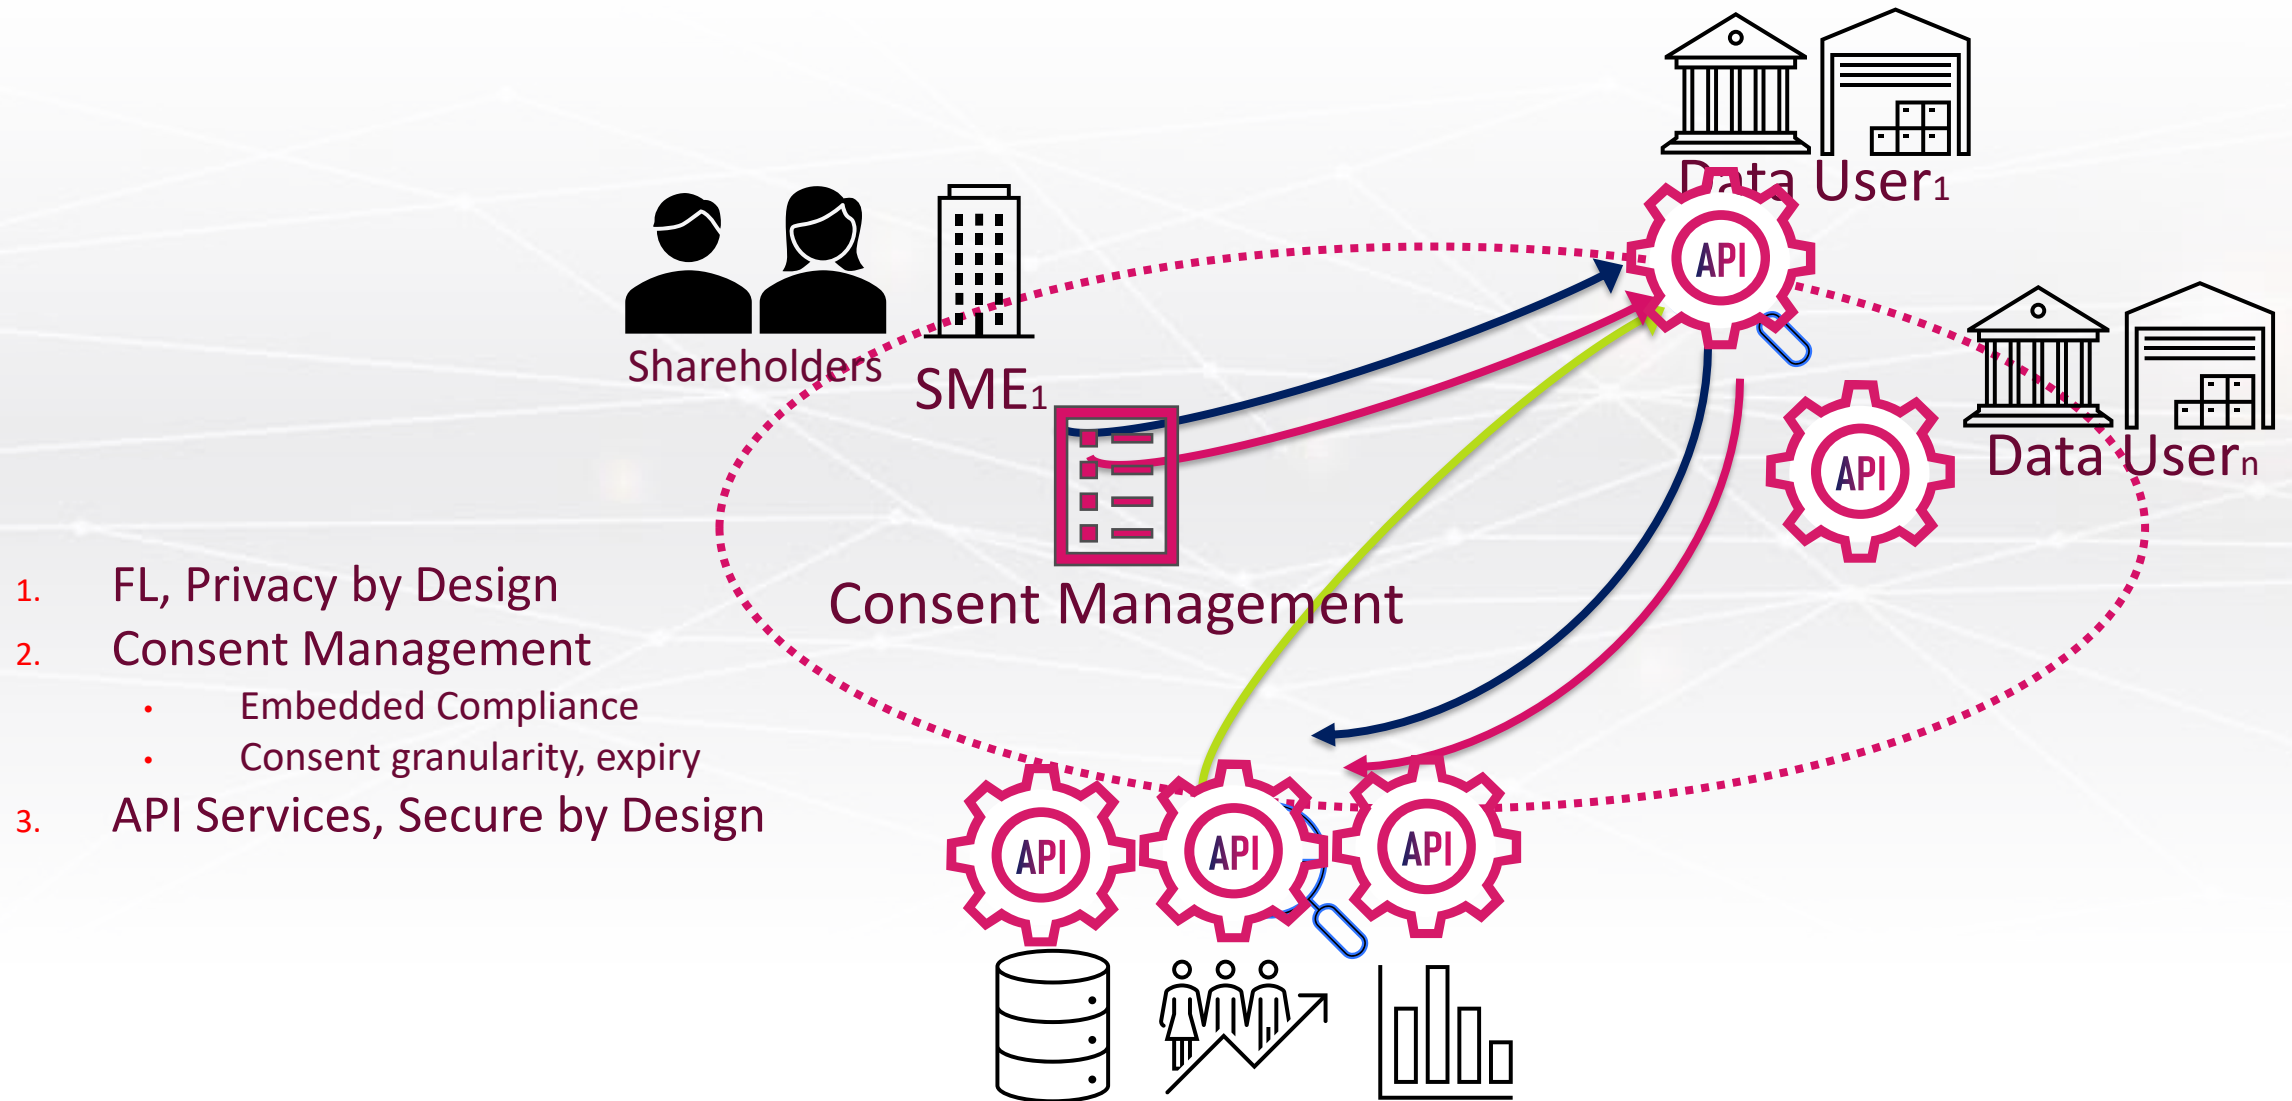 Data User1
API
Shareholders
SME1
Data Usern
API
Consent Management
1. FL, Privacy by Design
2. Consent Management
• Embedded Compliance
• Consent granularity, expiry
3. API Services, Secure by Design
API
API
API